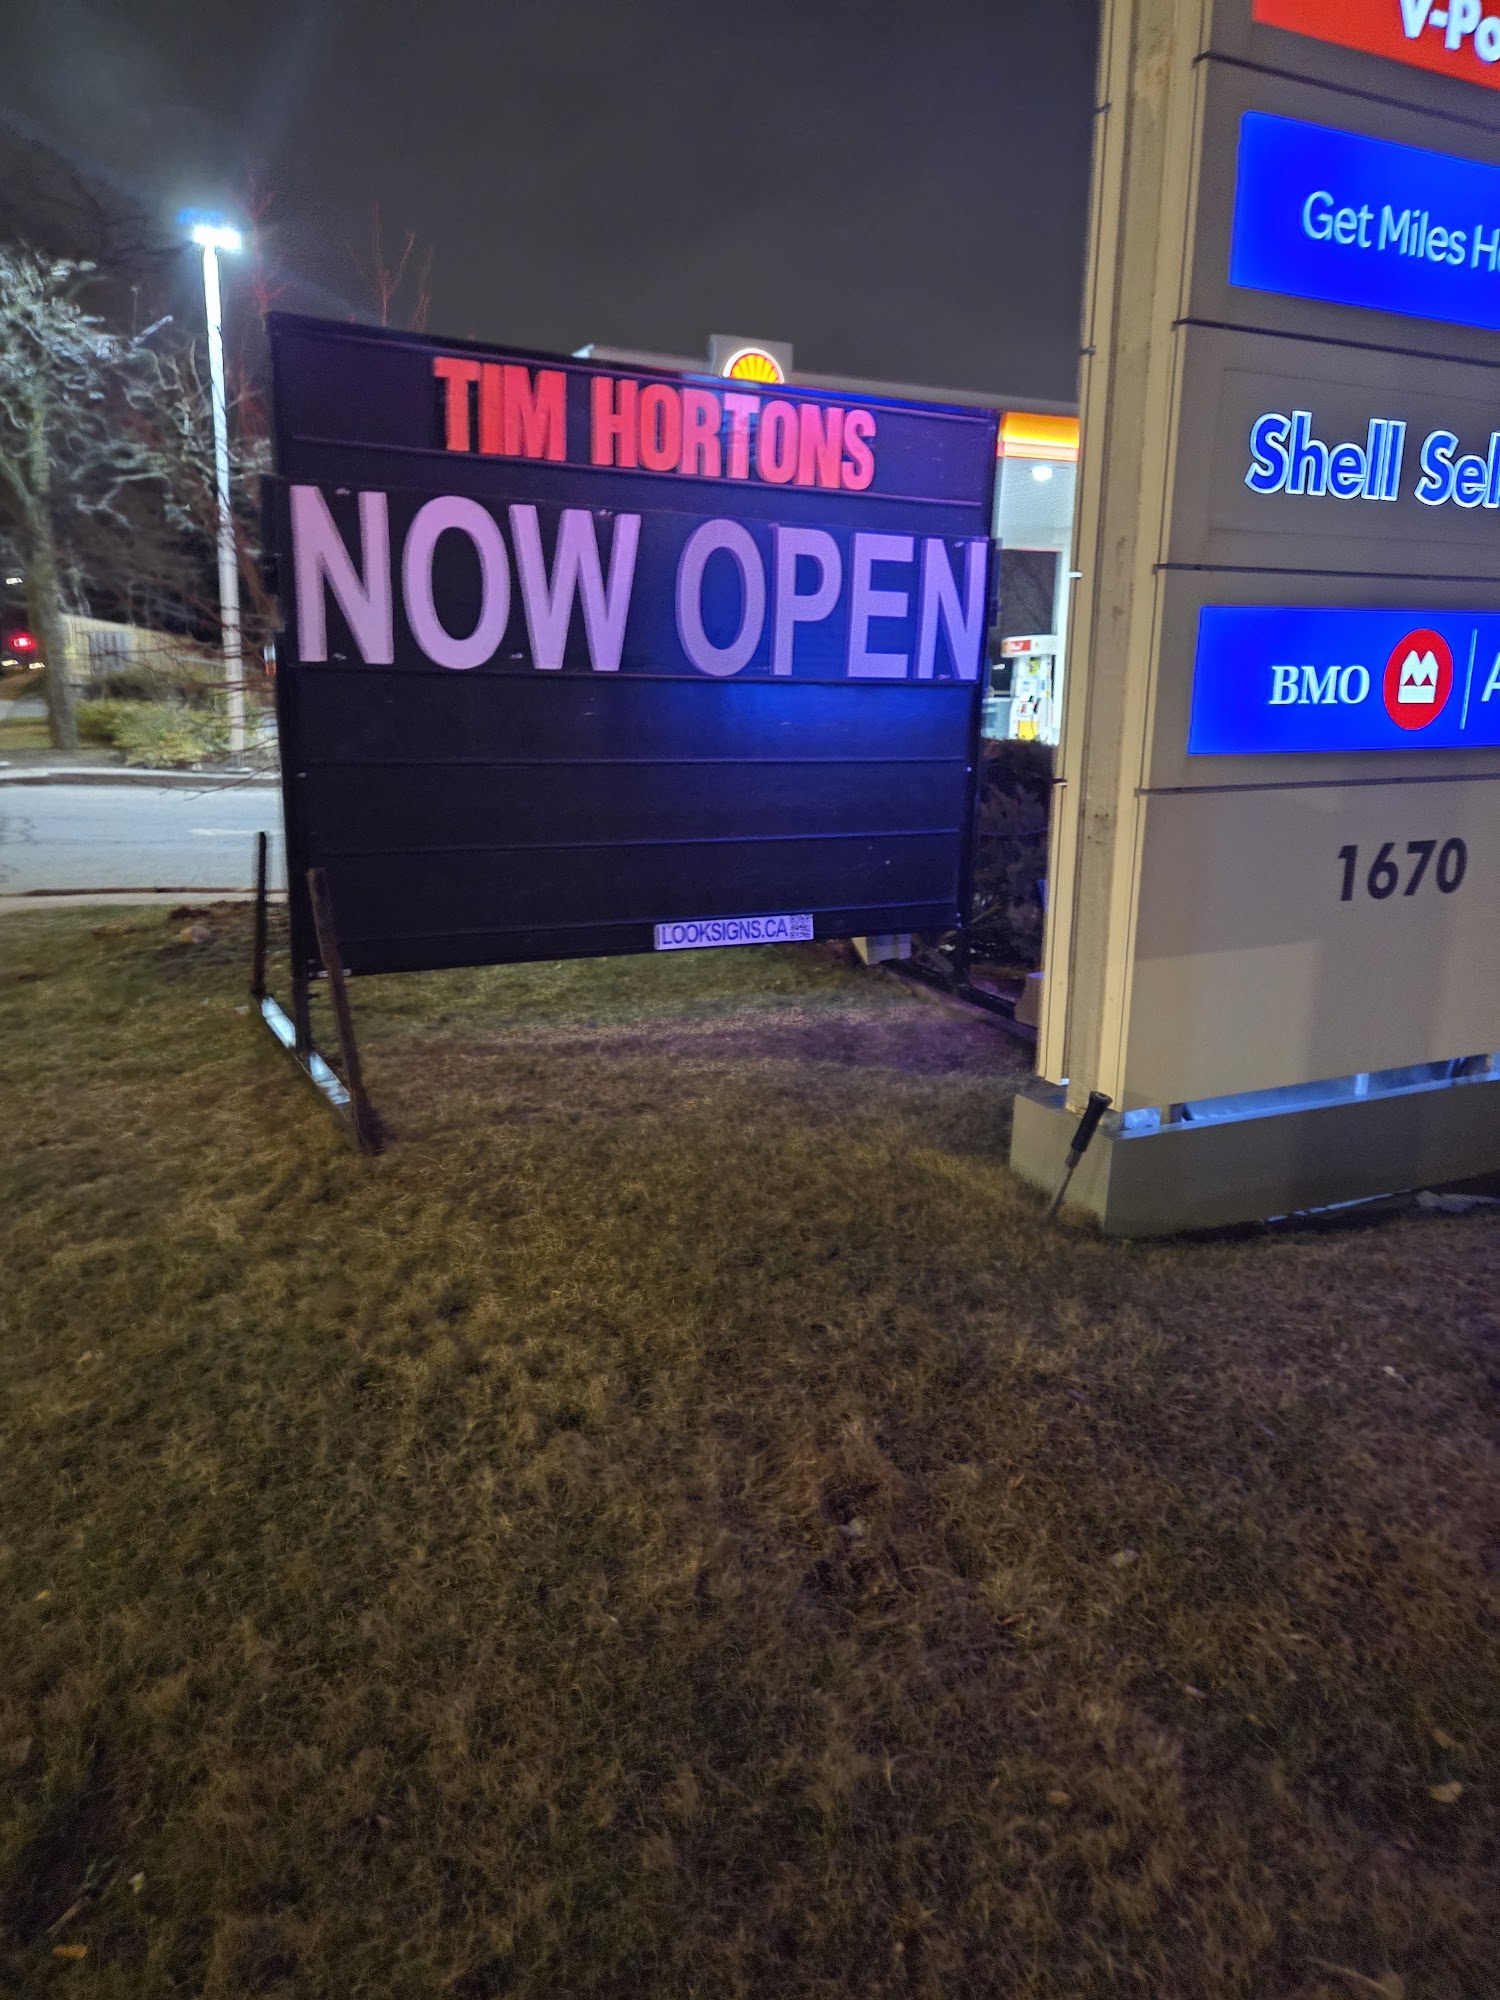 TIM HORTONS
NOW OPEN
LOOKSIGNS.CA
Get Miles
Shell
BMO
1670